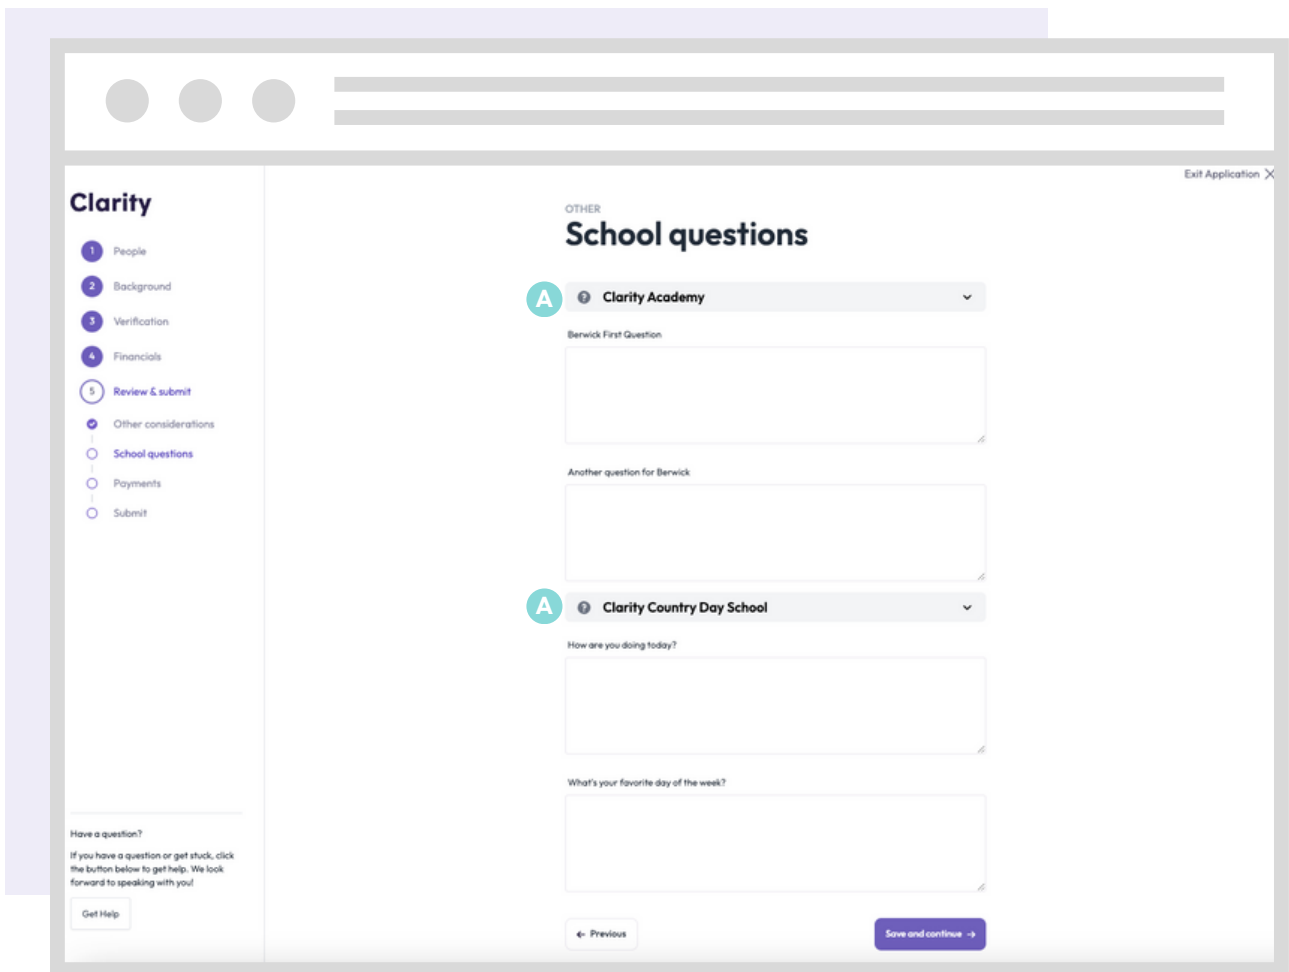 Exit Application
Clarity
1 People
2 Background
3 Verification
4 Financials
5 Review & submit
Other considerations
School questions
Payments
Submit
Have a question?
If you have a question or get stuck, click
the button below to get help. We look
forward to speaking with you!
Get Help
OTHER
School questions
A ? Clarity Academy
Berwick First Question
Another question for Berwick
A ? Clarity Country Day School
How are you doing today?
What's your favorite day of the week?
← Previous
Save and continue →